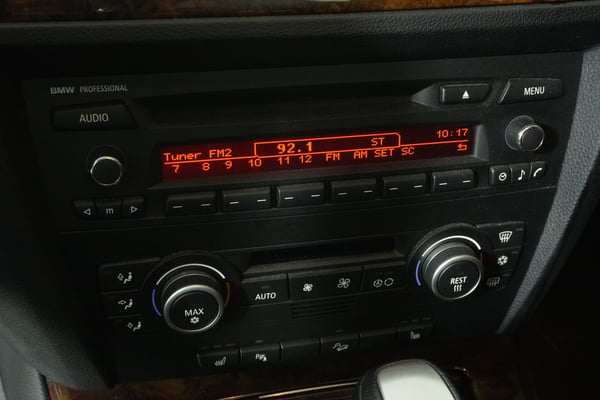 BMW PROFESSIONAL
AUDIO
MENU
Tuner FM2 92.1 ST 10:17
7 8 9 10 11 12 FM AM SET SC
m
AUTO
MAX
REST